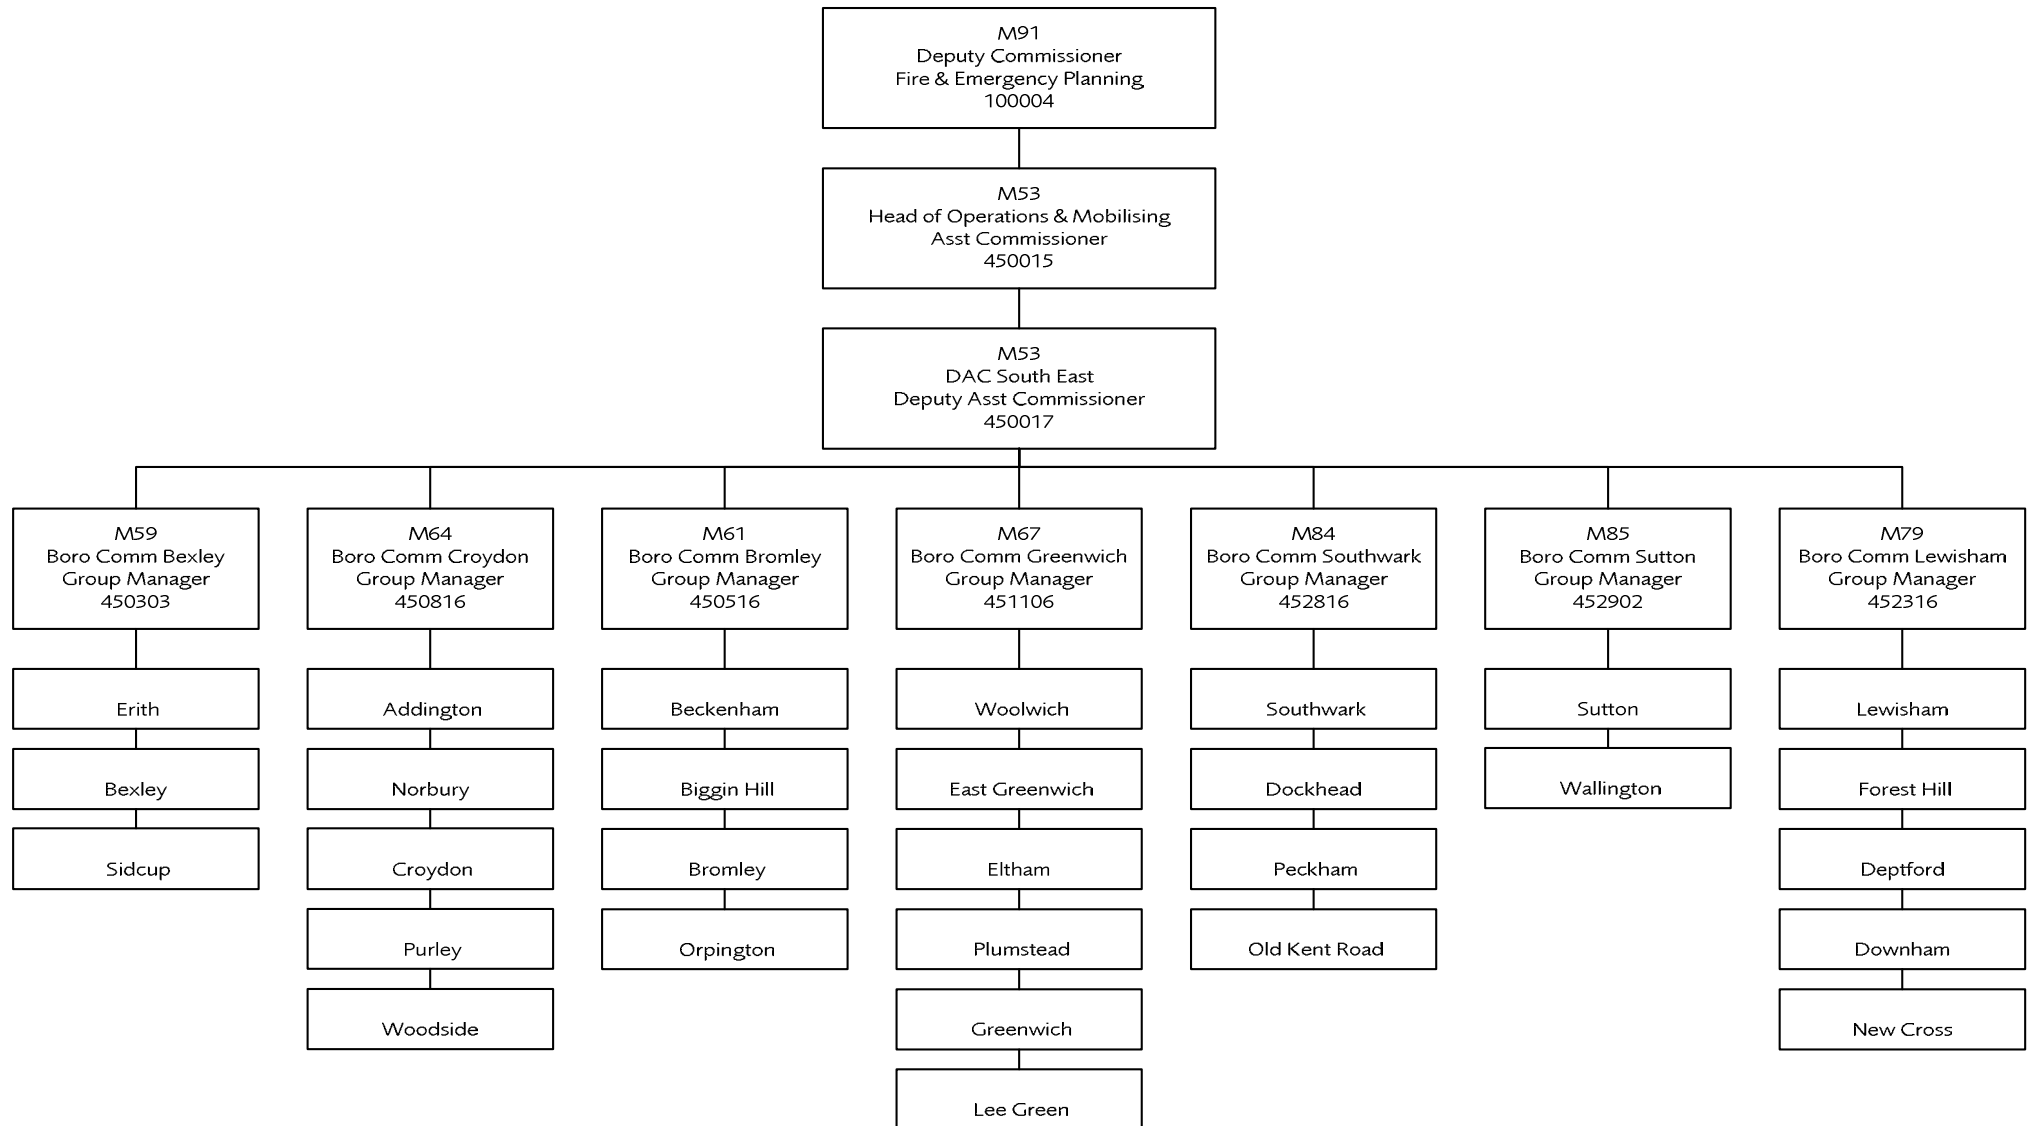 M91
Deputy Commissioner
Fire & Emergency Planning
100004
M53
Head of Operations & Mobilising
Asst Commissioner
450015
M53
DAC South East
Deputy Asst Commissioner
450017
M59
Boro Comm Bexley
Group Manager
450303
M64
Boro Comm Croydon
Group Manager
450816
M61
Boro Comm Bromley
Group Manager
450516
M67
Boro Comm Greenwich
Group Manager
451106
M84
Boro Comm Southwark
Group Manager
452816
M85
Boro Comm Sutton
Group Manager
452902
M79
Boro Comm Lewisham
Group Manager
452316
Erith
Bexley
Sidcup
Addington
Norbury
Croydon
Purley
Woodside
Beckenham
Biggin Hill
Bromley
Orpington
Woolwich
East Greenwich
Eltham
Plumstead
Greenwich
Lee Green
Southwark
Dockhead
Peckham
Old Kent Road
Sutton
Wallington
Lewisham
Forest Hill
Deptford
Downham
New Cross